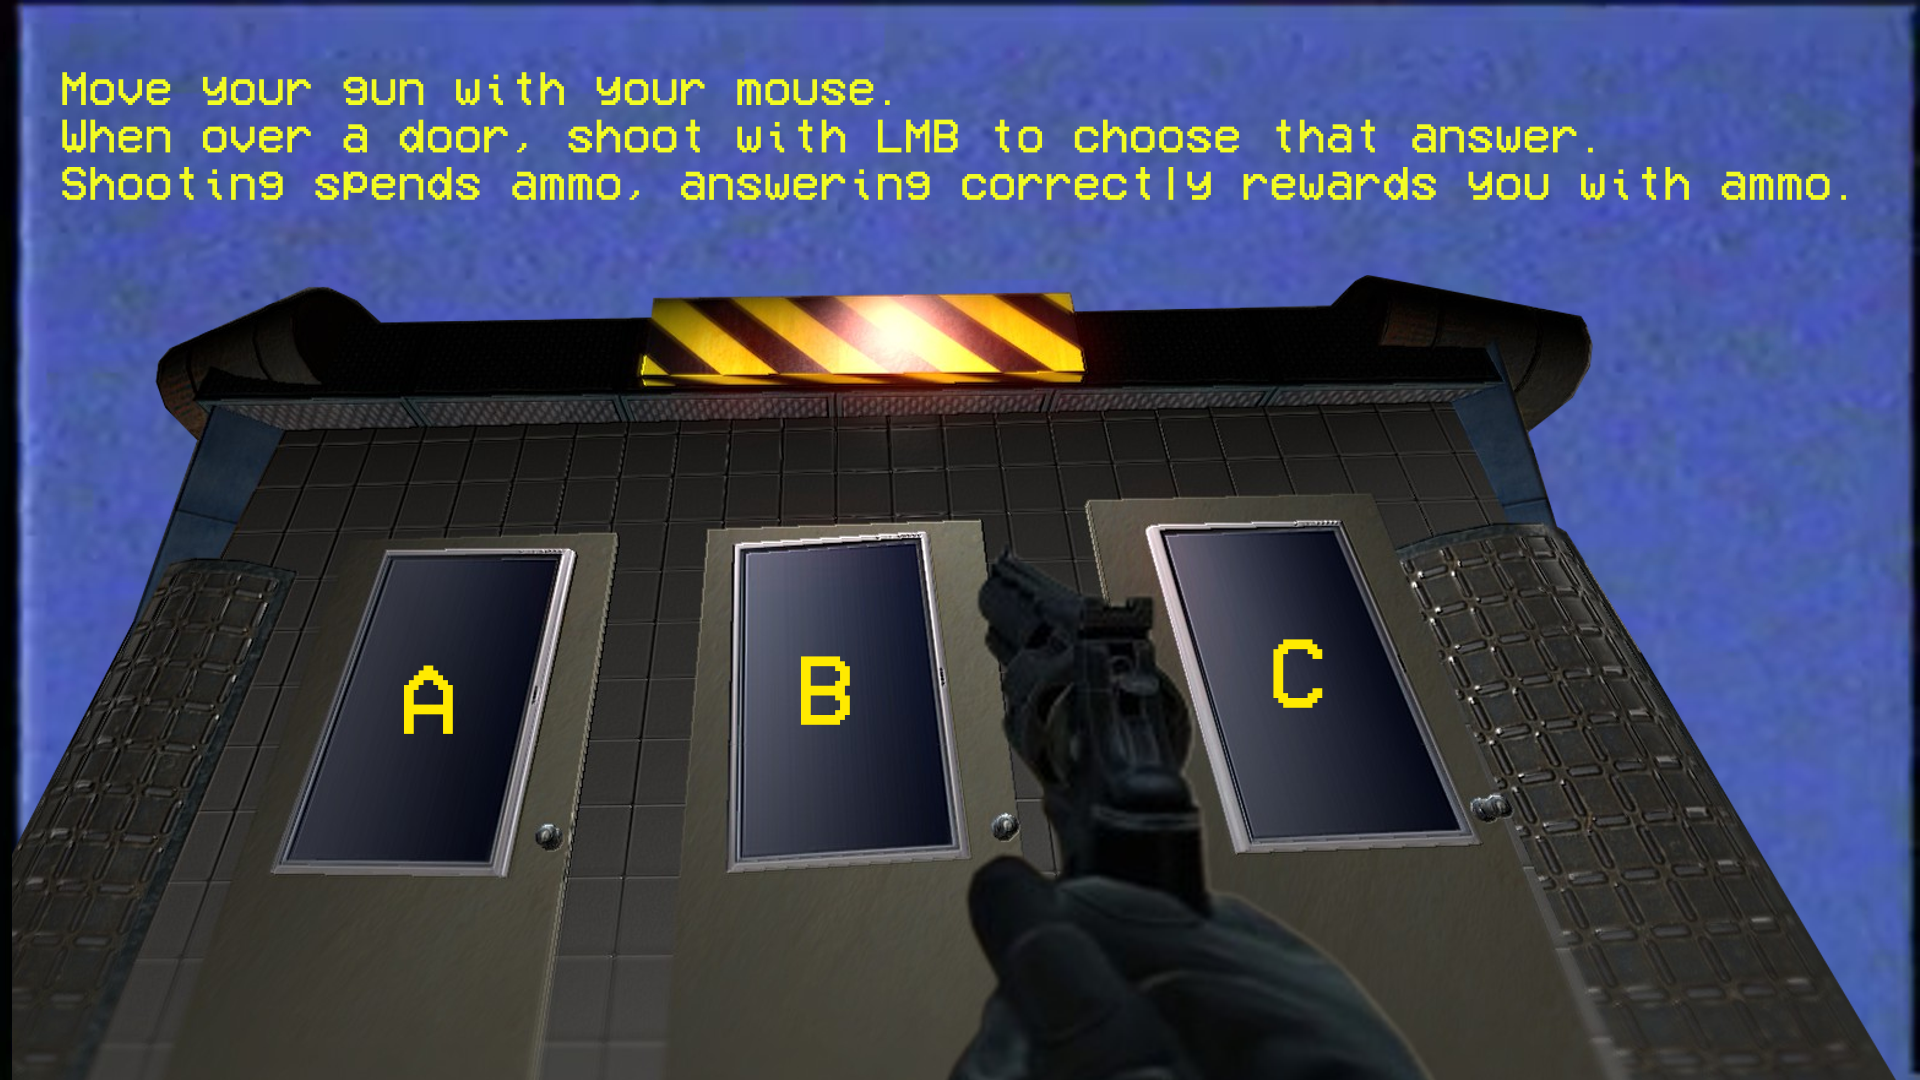 Move your gun with your mouse.
When over a door, shoot with LMB to choose that answer.
Shooting spends ammo, answering correctly rewards you with ammo.
A
B
C